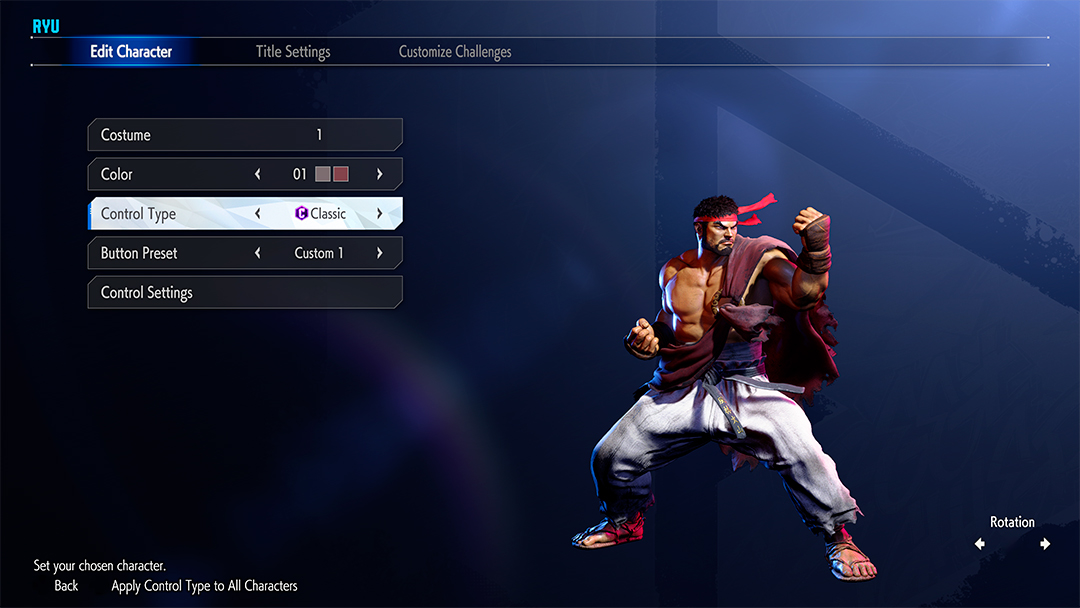 RYU
Edit Character Title Settings Customize Challenges
Costume 1
Color 01
Control Type C Classic
Button Preset Custom 1
Control Settings
Rotation
Set your chosen character.
Back Apply Control Type to All Characters